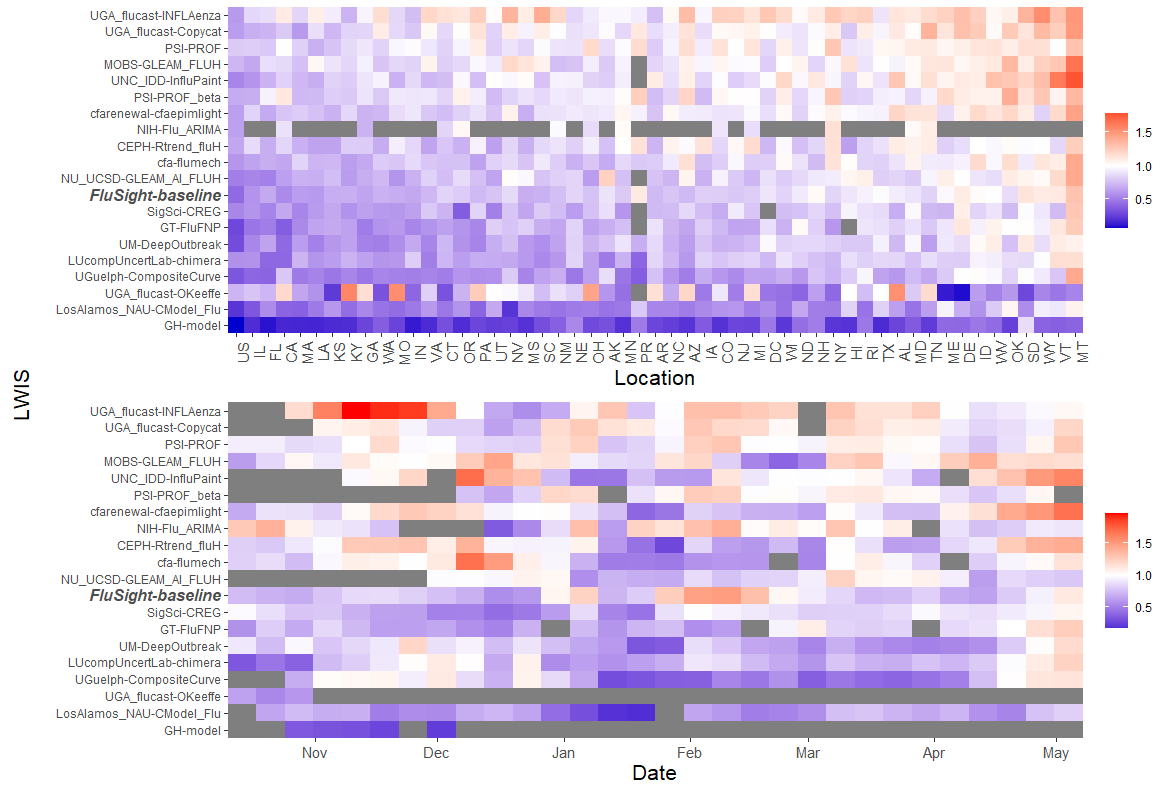 UGA_flucast-INFLAenza
UGA_flucast-Copycat
PSI-PROF
MOBS-GLEAM_FLUH
UNC_IDD-InfluPaint
PSI-PROF_beta
cfarenewal-cfaepimlight
NIH-Flu_ARIMA
CEPH-Rtrend_fluH
cfa-flumech
NU_UCSD-GLEAM_AI_FLUH
FluSight-baseline
SigSci-CREG
GT-FluFNP
UM-DeepOutbreak
LUcompUncertLab-chimera
UGuelph-CompositeCurve
UGA_flucast-OKeeffe
LosAlamos_NAU-CModel_Flu
GH-model
US IL FL CA MA LA KS KY GA WA MO IN VA CT OR PA UT NV MS SC NM NE OH AK MN PR AR NC AZ IA CO NJ MI DC WI ND NH NY HI RI TX AL MD TN ME DE ID WV OK SD WY VT MT
Location
1.5
1.0
0.5
LWIS
UGA_flucast-INFLAenza
UGA_flucast-Copycat
PSI-PROF
MOBS-GLEAM_FLUH
UNC_IDD-InfluPaint
PSI-PROF_beta
cfarenewal-cfaepimlight
NIH-Flu_ARIMA
CEPH-Rtrend_fluH
cfa-flumech
NU_UCSD-GLEAM_AI_FLUH
FluSight-baseline
SigSci-CREG
GT-FluFNP
UM-DeepOutbreak
LUcompUncertLab-chimera
UGuelph-CompositeCurve
UGA_flucast-OKeeffe
LosAlamos_NAU-CModel_Flu
GH-model
Nov Dec Jan Feb Mar Apr May
Date
1.5
1.0
0.5